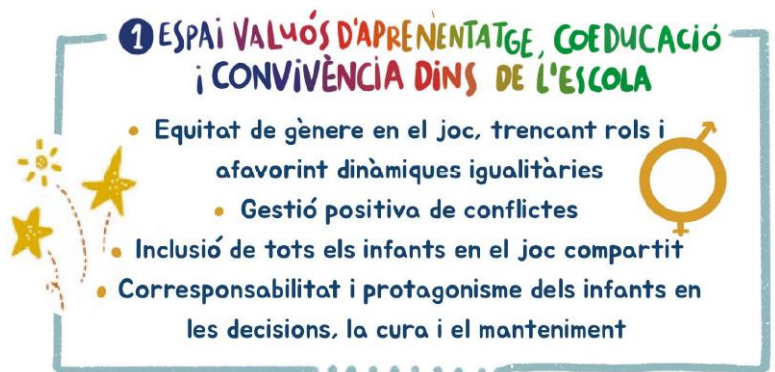 1 ESPAI VALUÓS D'APRENENTATGE, COEDUCACIÓ
i CONVIVÈNCIA DINS DE L'ESCOLA
• Equitat de gènere en el joc, trencant rols i
afavorint dinàmiques igualitàries
• Gestió positiva de conflictes
• Inclusió de tots els infants en el joc compartit
• Corresponsabilitat i protagonisme dels infants en
les decisions, la cura i el manteniment